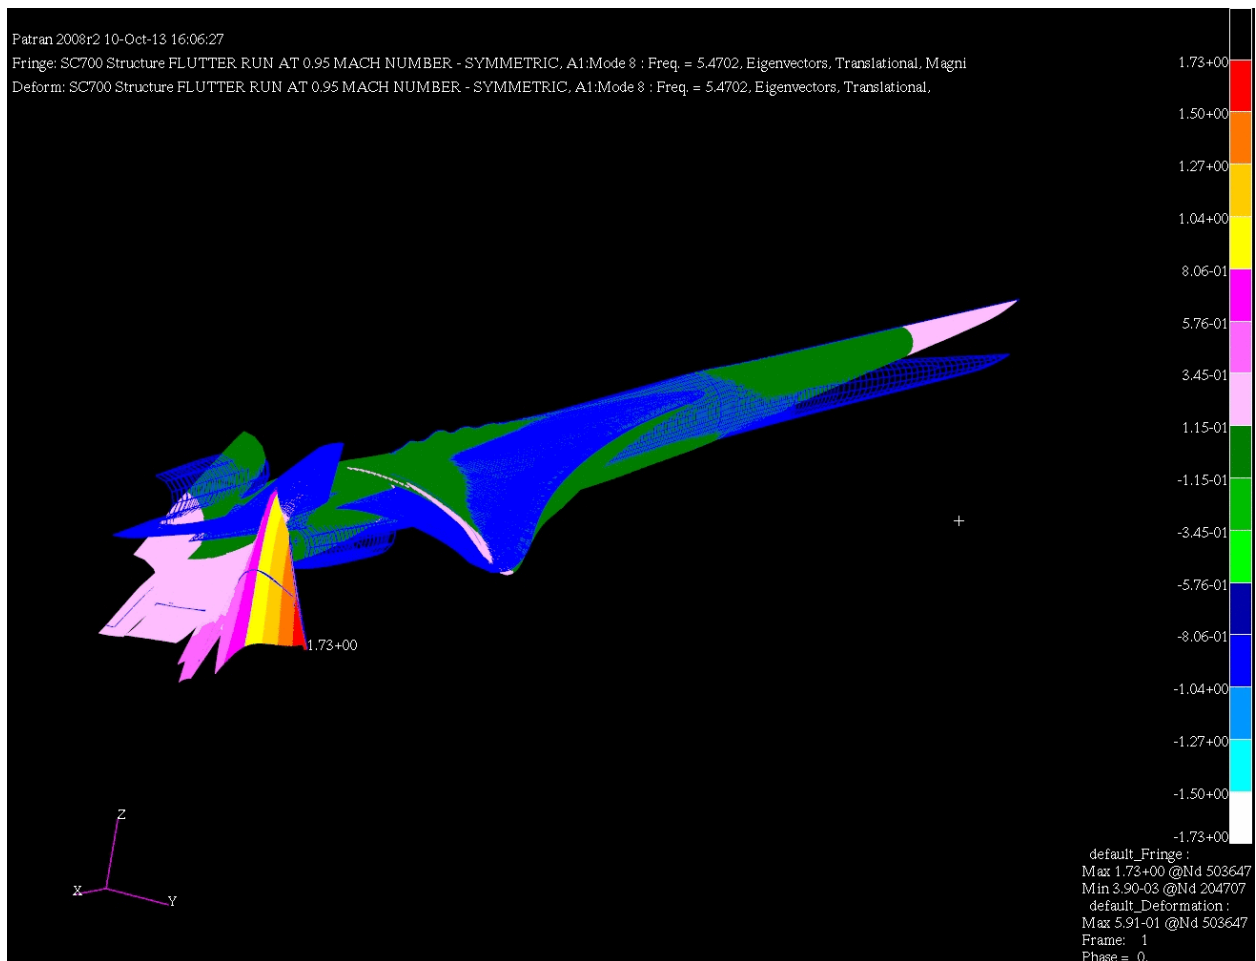 Patran 2008r2 10-Oct-13 16:06:27
Fringe: SC700 Structure FLUTTER RUN AT 0.95 MACH NUMBER - SYMMETRIC, A1:Mode 8 : Freq. = 5.4702, Eigenvectors, Translational, Magni
Deform: SC700 Structure FLUTTER RUN AT 0.95 MACH NUMBER - SYMMETRIC, A1:Mode 8 : Freq. = 5.4702, Eigenvectors, Translational,
1.73+00
1.50+00
1.27+00
1.04+00
8.06-01
5.76-01
3.45-01
1.15-01
-1.15-01
-3.45-01
-5.76-01
-8.06-01
-1.04+00
-1.27+00
-1.50+00
-1.73+00
1.73+00
Z
X
Y
default_Fringe :
Max 1.73+00 @Nd 503647
Min 3.90-03 @Nd 204707
default_Deformation :
Max 5.91-01 @Nd 503647
Frame: 1
Phase = 0.